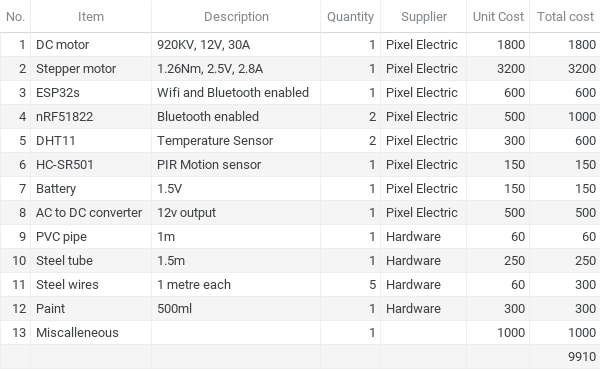 No. Item Description Quantity Supplier Unit Cost Total cost
1 DC motor 920KV, 12V, 30A 1 Pixel Electric 1800 1800
2 Stepper motor 1.26Nm, 2.5V, 2.8A 1 Pixel Electric 3200 3200
3 ESP32s Wifi and Bluetooth enabled 1 Pixel Electric 600 600
4 nRF51822 Bluetooth enabled 2 Pixel Electric 500 1000
5 DHT11 Temperature Sensor 2 Pixel Electric 300 600
6 HC-SR501 PIR Motion sensor 1 Pixel Electric 150 150
7 Battery 1.5V 1 Pixel Electric 150 150
8 AC to DC converter 12v output 1 Pixel Electric 500 500
9 PVC pipe 1m 1 Hardware 60 60
10 Steel tube 1.5m 1 Hardware 250 250
11 Steel wires 1 metre each 5 Hardware 60 300
12 Paint 500ml 1 Hardware 300 300
13 Miscalleneous 1 1000 1000
9910